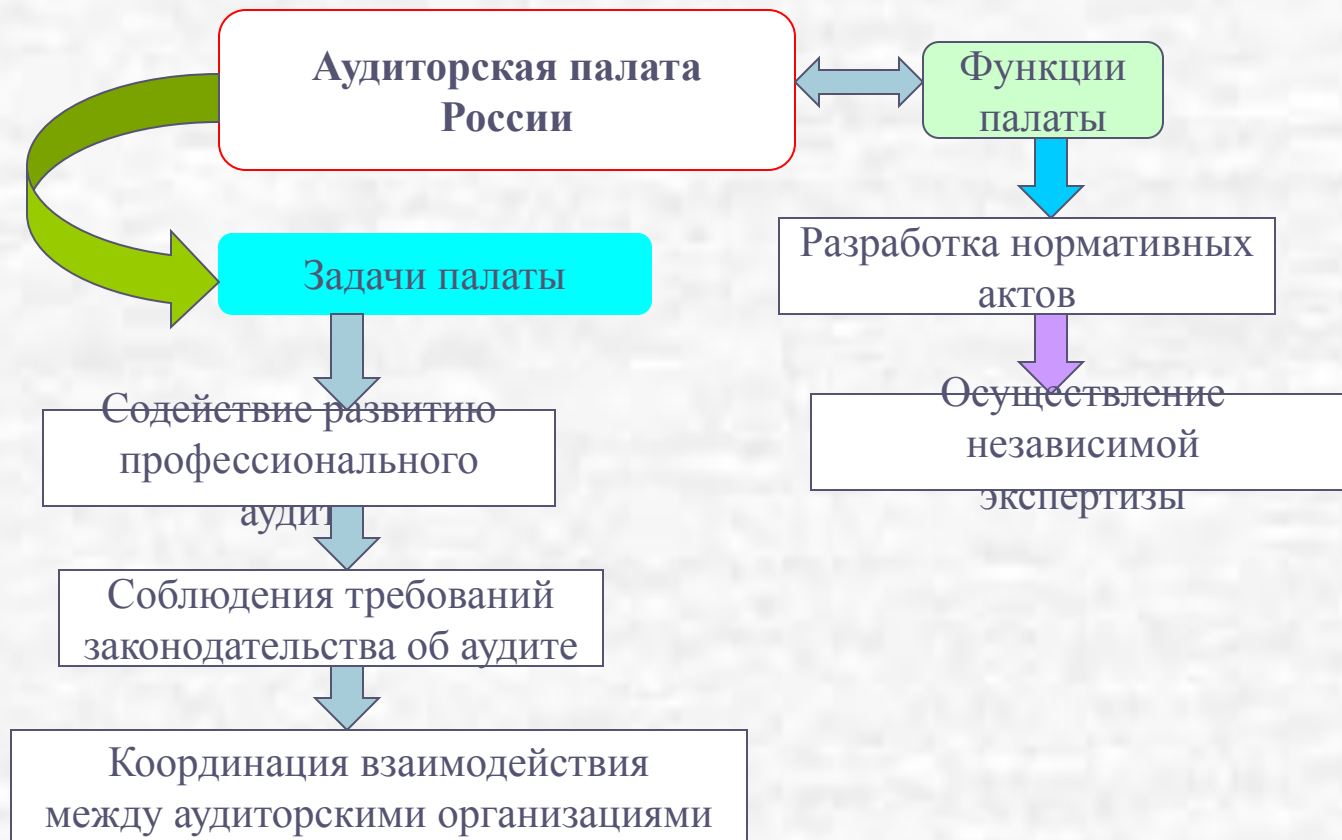 Аудиторская палата
России
Функции
палаты
Задачи палаты
Разработка нормативных
актов
Содействие развитию
профессионального
аудит
Осуществление
независимой
экспертизы
Соблюдения требований
законодательства об аудите
Координация взаимодействия
между аудиторскими организациями